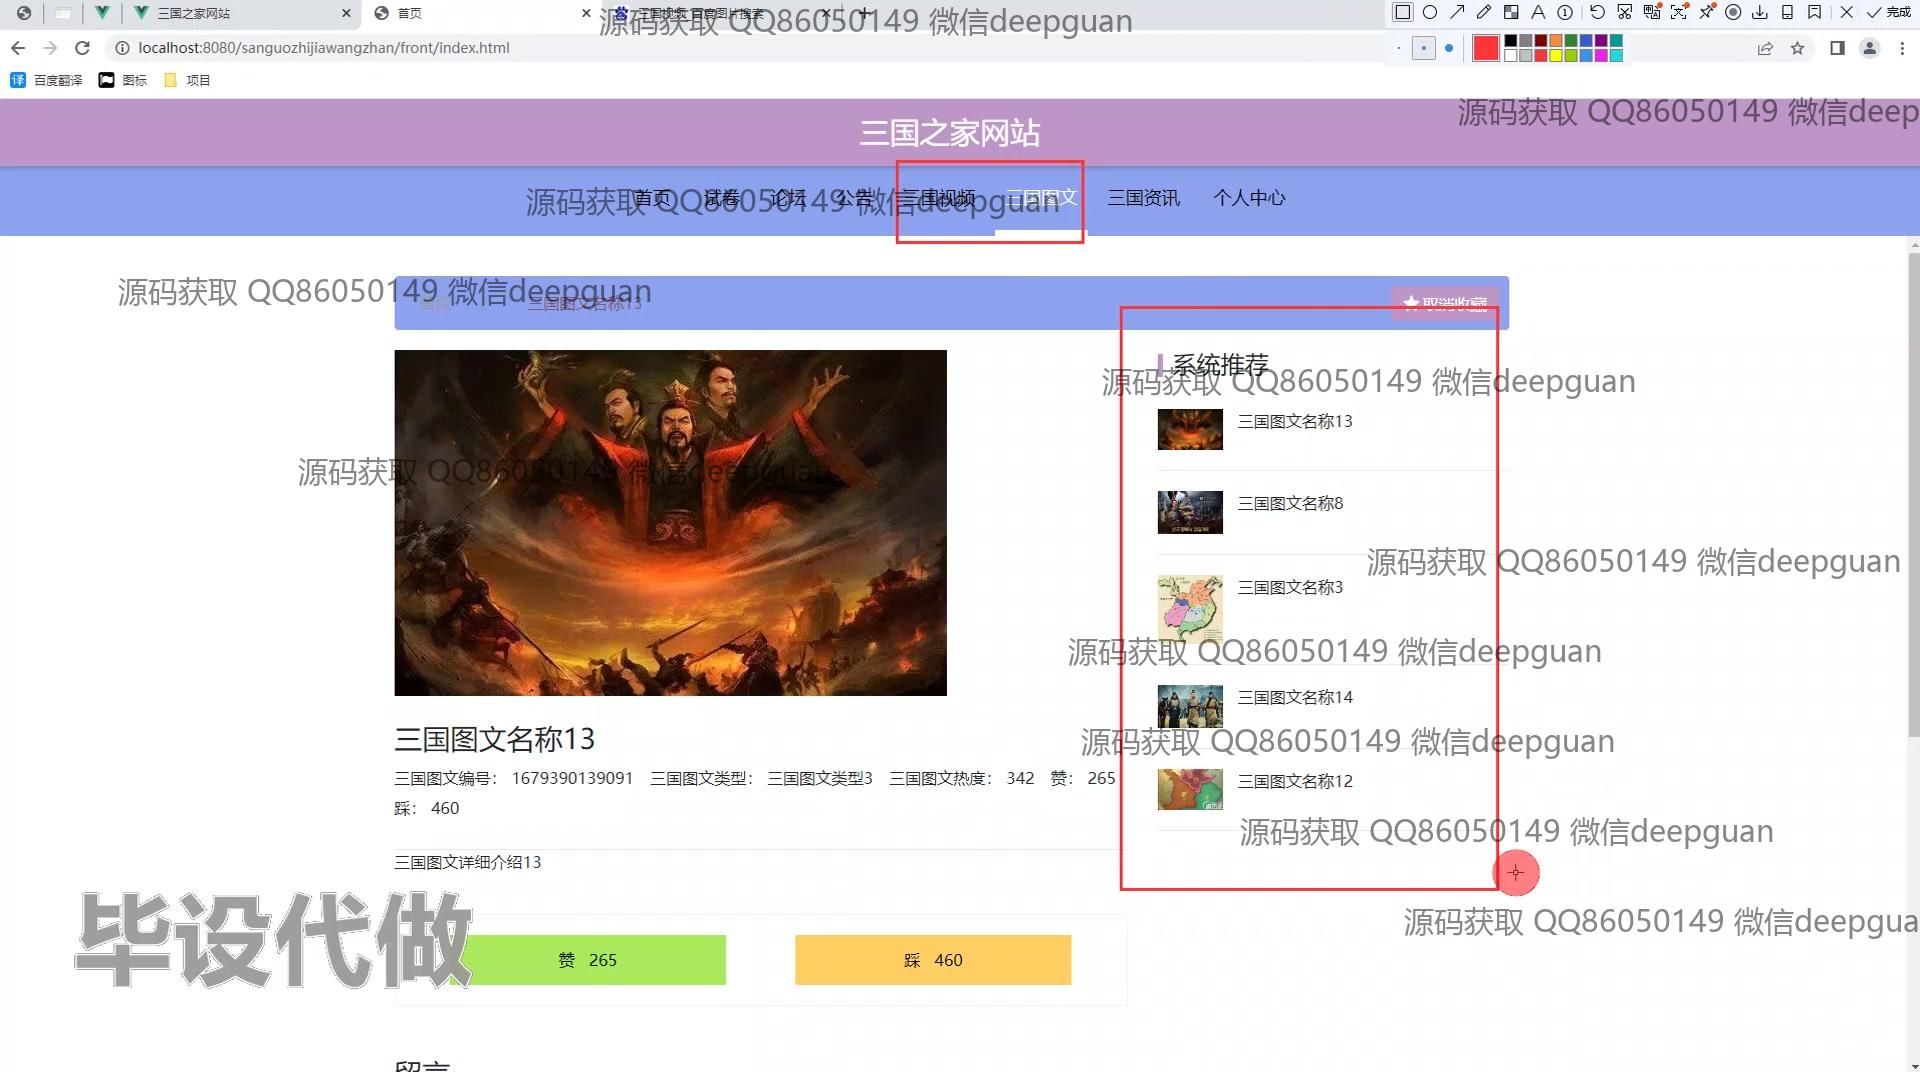 三国之家网站
首页
三国视频_百度图片搜索
完成
localhost:8080/sanguozhijiawangzhan/front/index.html
百度翻译
图标
项目
源码获取 QQ86050149 微信deepguan
源码获取 QQ86050149 微信deep
三国之家网站
首页 试卷 论坛 公告 三国视频 三国图文 三国资讯 个人中心
源码获取 QQ86050149 微信deepguan
源码获取 QQ86050149 微信deepguan
首页
三国图文名称13
取消收藏
系统推荐
源码获取 QQ86050149 微信deepguan
三国图文名称13
源码获取 QQ86050149 微信deepguan
三国图文名称8
源码获取 QQ86050149 微信deepguan
三国图文名称3
源码获取 QQ86050149 微信deepguan
三国图文名称14
源码获取 QQ86050149 微信deepguan
三国图文名称12
源码获取 QQ86050149 微信deepguan
三国图文名称13
三国图文编号： 1679390139091 三国图文类型： 三国图文类型3 三国图文热度： 342 赞： 265
踩： 460
三国图文详细介绍13
毕设代做
源码获取 QQ86050149 微信deepgua
赞 265
踩 460
留言